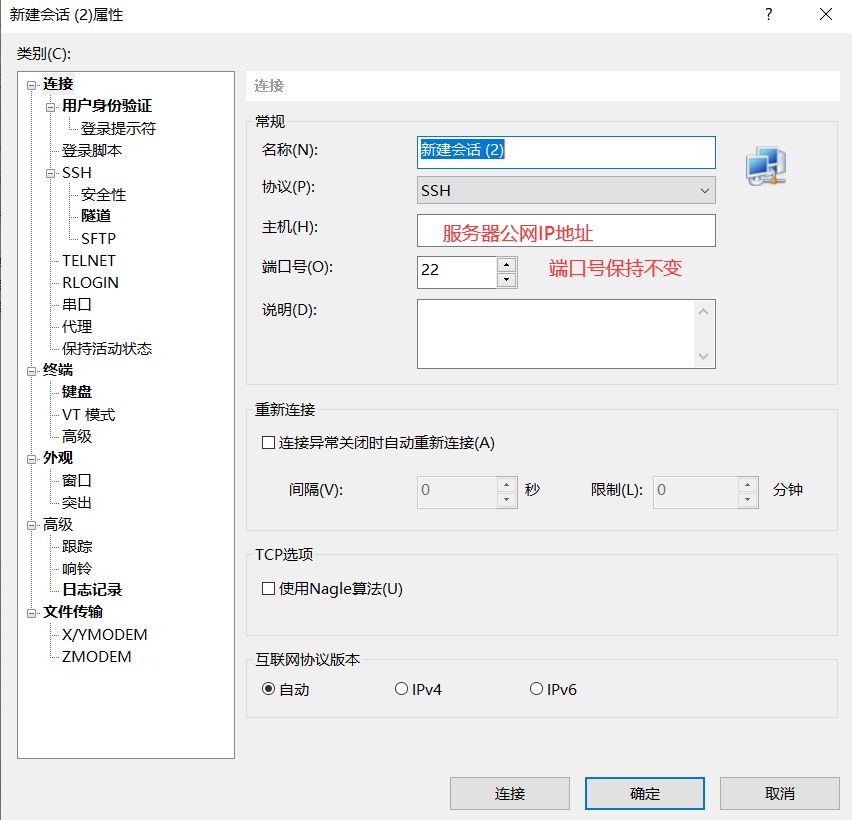 新建会话 (2)属性
?
类别(C):
连接
用户身份验证
登录提示符
登录脚本
SSH
安全性
隧道
SFTP
TELNET
RLOGIN
串口
代理
保持活动状态
终端
键盘
VT 模式
高级
外观
窗口
突出
高级
跟踪
响铃
日志记录
文件传输
X/YMODEM
ZMODEM
连接
常规
名称(N): 新建会话 (2)
协议(P): SSH
主机(H): 服务器公网IP地址
端口号(O): 22 端口号保持不变
说明(D):
重新连接
连接异常关闭时自动重新连接(A)
间隔(V): 0 秒 限制(L): 0 分钟
TCP选项
使用Nagle算法(U)
互联网协议版本
自动 IPv4 IPv6
连接 确定 取消